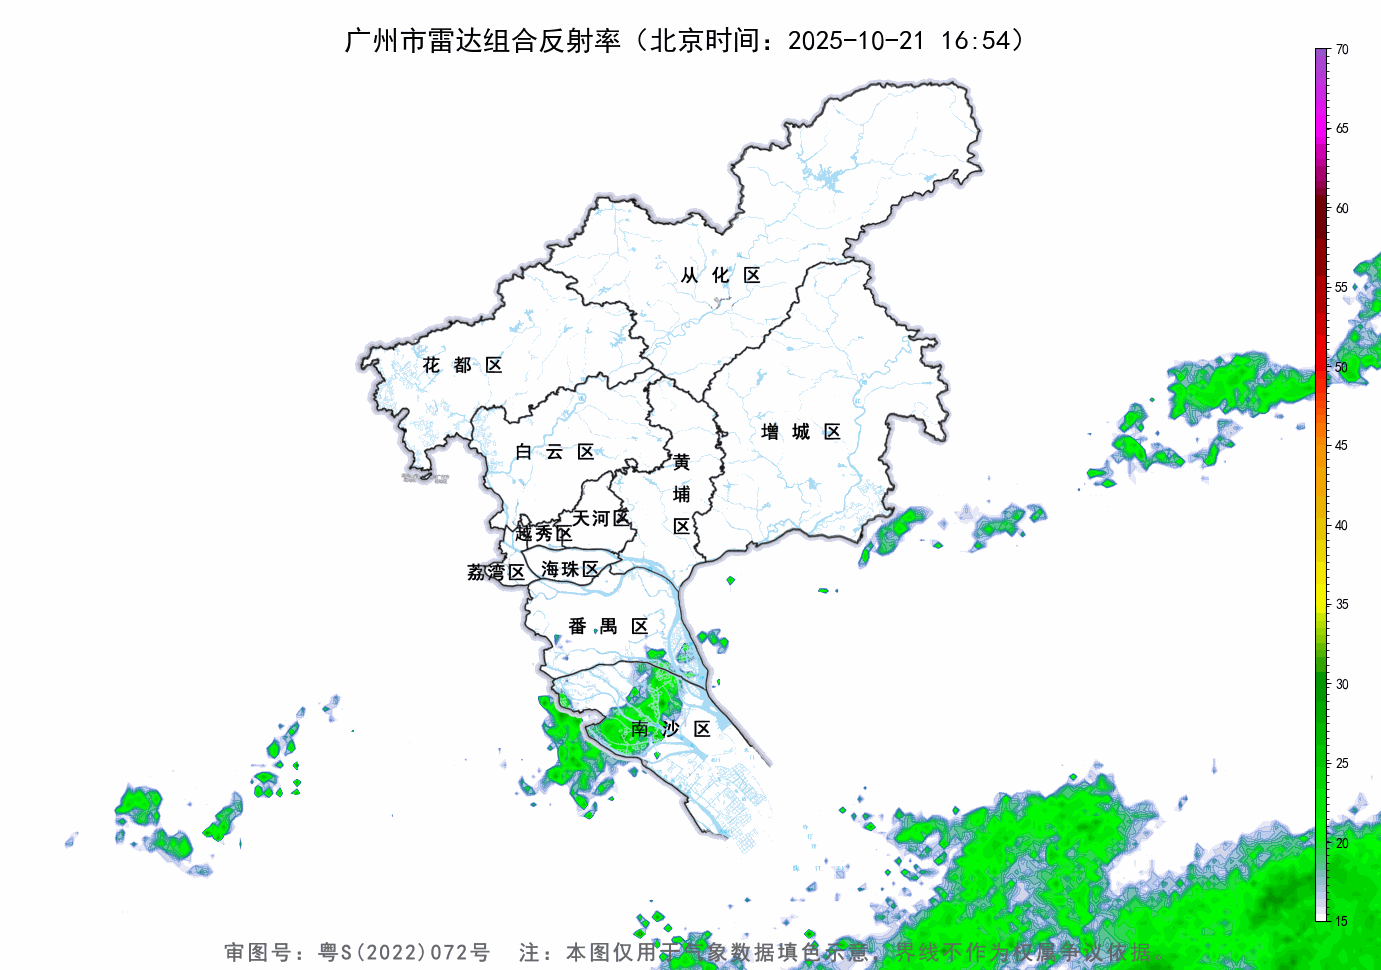 广州市雷达组合反射率（北京时间：2025-10-21 16:54）
70
65
60
55
50
45
40
35
30
25
20
15
从化区
花都区
增城区
白云区
黄埔区
天河区
越秀区
荔湾区
海珠区
番禺区
南沙区
审图号：粤S(2022)072号 注：本图仅用于气象数据填色示意，界线不作为权属争议依据。